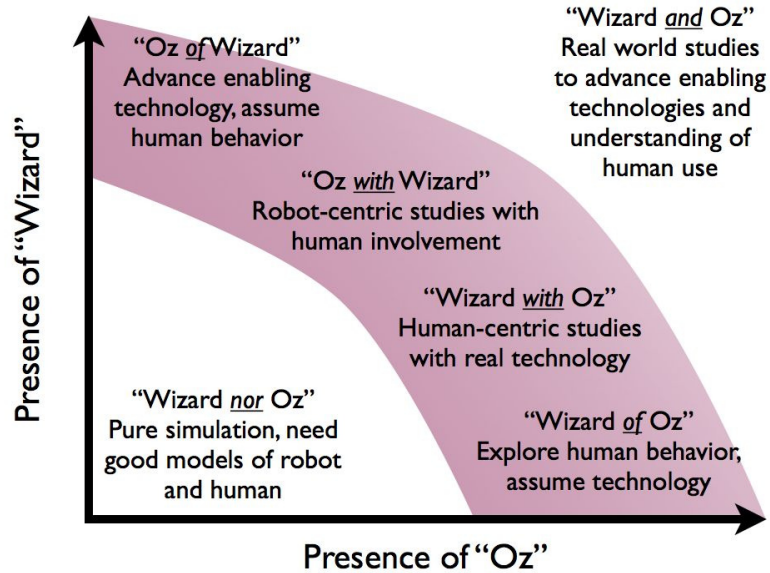 "Oz of Wizard"
Advance enabling
technology, assume
human behavior
"Wizard and Oz"
Real world studies
to advance enabling
technologies and
understanding of
human use
"Oz with Wizard"
Robot-centric studies with
human involvement
"Wizard with Oz"
Human-centric studies
with real technology
"Wizard nor Oz"
Pure simulation, need
good models of robot
and human
"Wizard of Oz"
Explore human behavior,
assume technology
Presence of "Wizard"
Presence of "Oz"